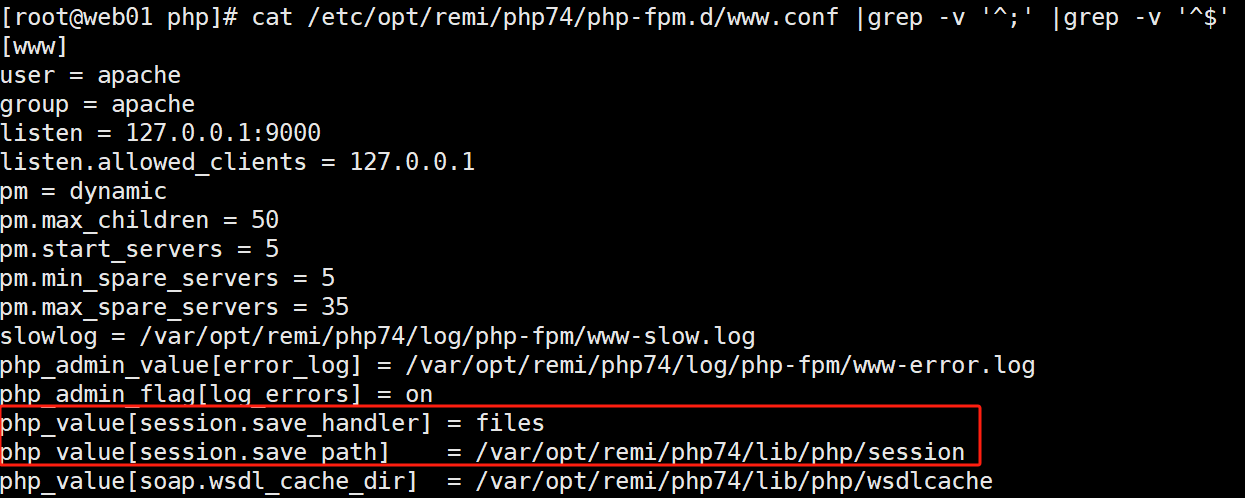 [root@web01 php]# cat /etc/opt/remi/php74/php-fpm.d/www.conf |grep -v '^;' |grep -v '^$'
[www]
user = apache
group = apache
listen = 127.0.0.1:9000
listen.allowed_clients = 127.0.0.1
pm = dynamic
pm.max_children = 50
pm.start_servers = 5
pm.min_spare_servers = 5
pm.max_spare_servers = 35
slowlog = /var/opt/remi/php74/log/php-fpm/www-slow.log
php_admin_value[error_log] = /var/opt/remi/php74/log/php-fpm/www-error.log
php_admin_flag[log_errors] = on
php_value[session.save_handler] = files
php_value[session.save_path]    = /var/opt/remi/php74/lib/php/session
php_value[soap.wsdl_cache_dir]  = /var/opt/remi/php74/lib/php/wsdlcache